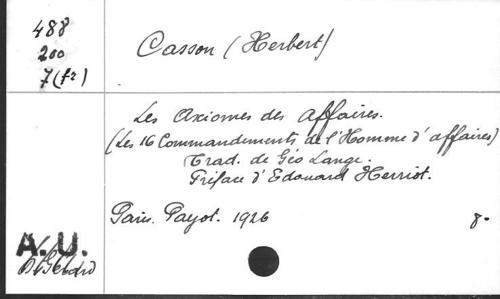 488
200
7(fr)
Casson (Herbert)
Les Axiomes des affaires.
(Les 16 Commandements de l'Homme d'affaires)
Trad. de Géo Lange.
Préface d'Edouard Herriot.
Paris. Payot. 1926 8.-
A.U.